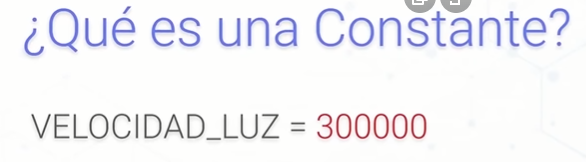 ¿Qué es una Constante?
VELOCIDAD_LUZ = 300000